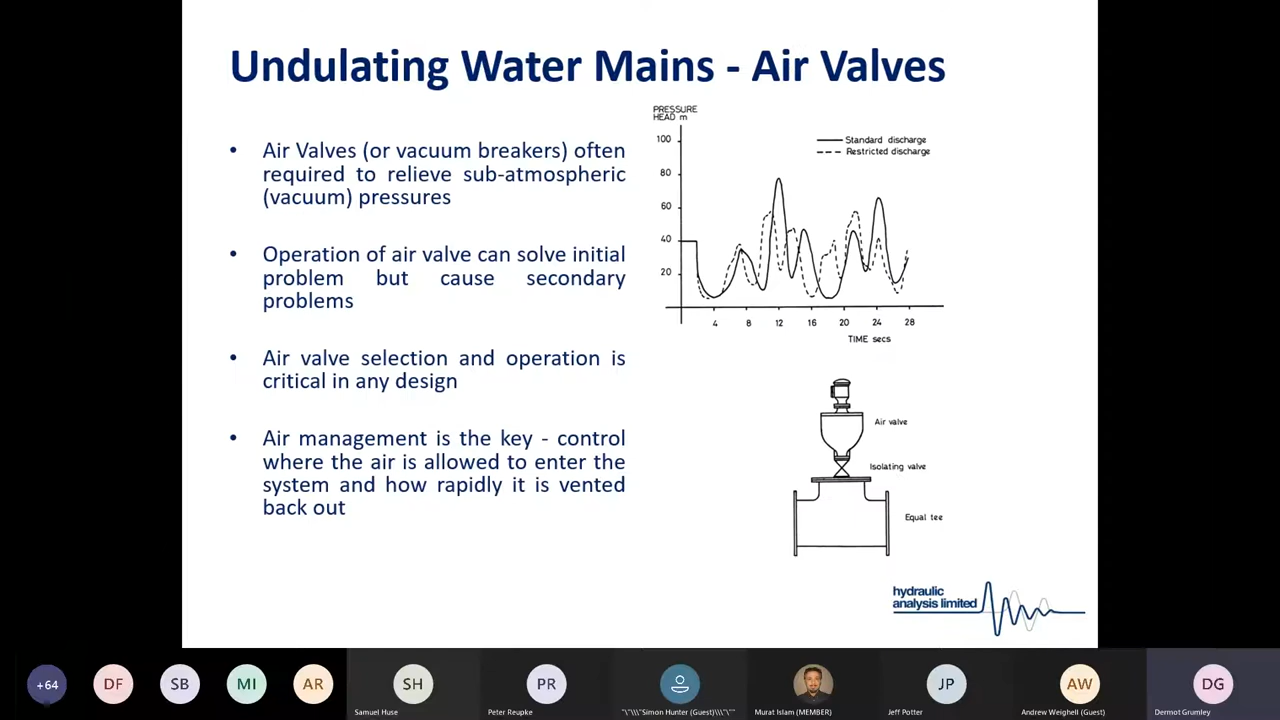 Undulating Water Mains - Air Valves
• Air Valves (or vacuum breakers) often
required to relieve sub-atmospheric
(vacuum) pressures
• Operation of air valve can solve initial
problem but cause secondary
problems
• Air valve selection and operation is
critical in any design
• Air management is the key - control
where the air is allowed to enter the
system and how rapidly it is vented
back out
PRESSURE
HEAD m
100
80
60
40
20
Standard discharge
Restricted discharge
4 8 12 16 20 24 28
TIME secs
Air valve
Isolating valve
Equal tee
hydraulic
analysis limited
+64 DF SB MI AR SH PR JP AW DG
Samuel Huse
Peter Reupke
"\"\\\"Simon Hunter (Guest)\\\"\""
Murat Islam (MEMBER)
Jeff Potter
Andrew Weighell (Guest)
Dermot Grumley